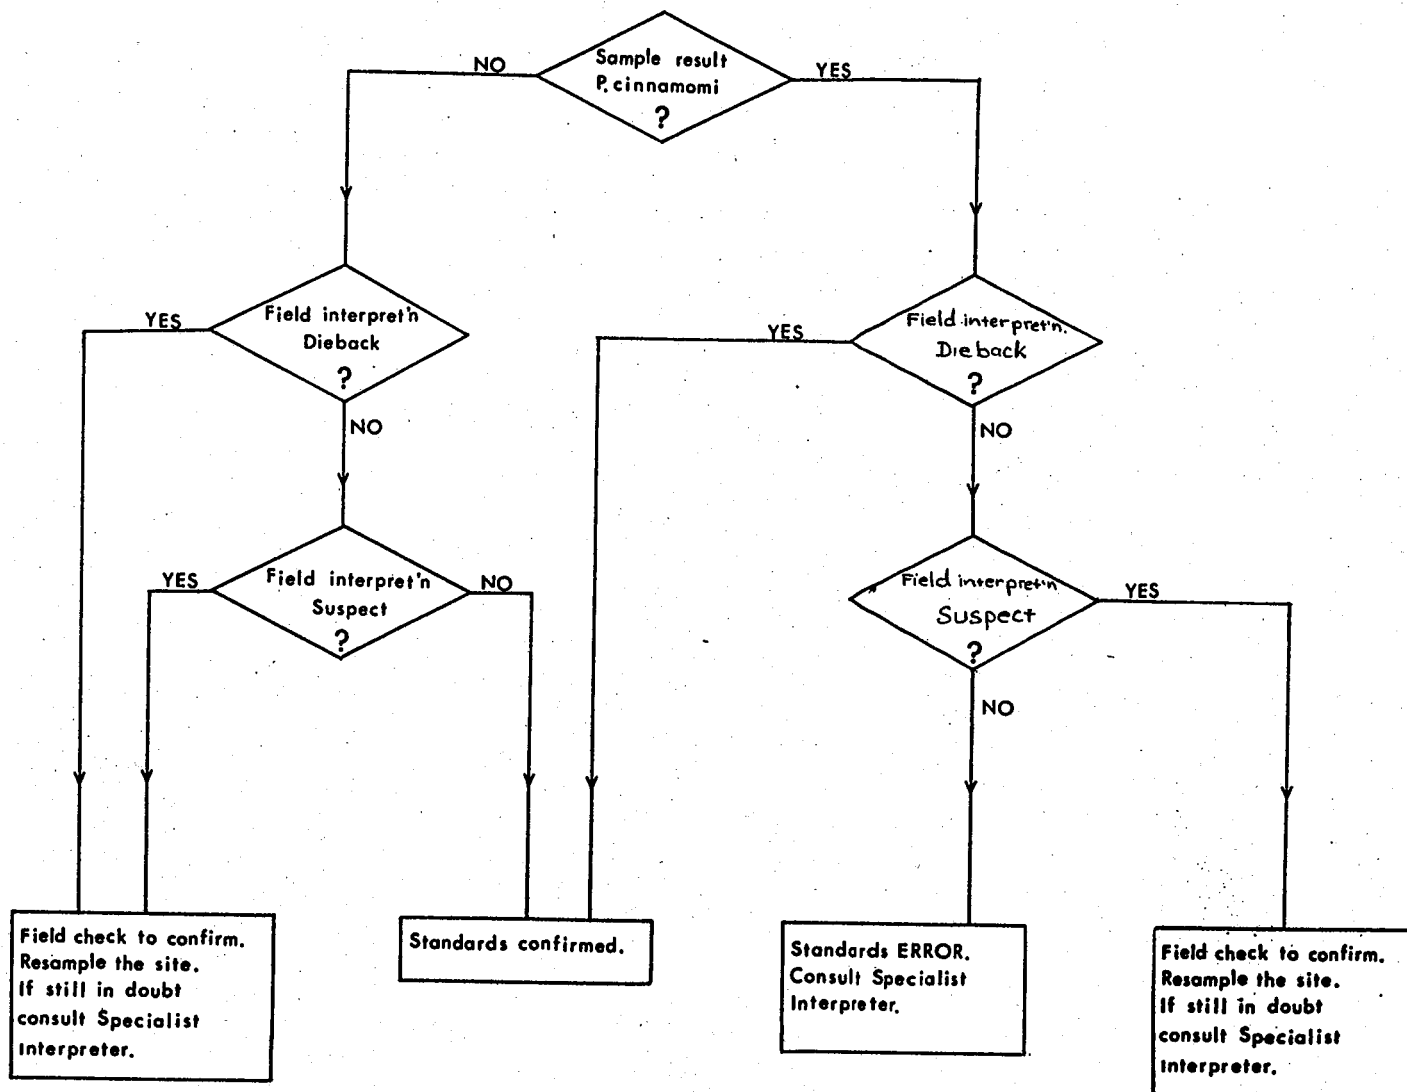 Sample result
P. cinnamomi
?
NO
YES
Field interpret'n
Dieback
?
YES
NO
Field interpret'n.
Dieback
?
YES
NO
Field interpret'n
Suspect
?
YES
NO
Field interpret'n
Suspect
?
YES
NO
Field check to confirm.
Resample the site.
If still in doubt
consult Specialist
Interpreter.
Standards confirmed.
Standards ERROR.
Consult Specialist
Interpreter.
Field check to confirm.
Resample the site.
If still in doubt
consult Specialist
Interpreter.